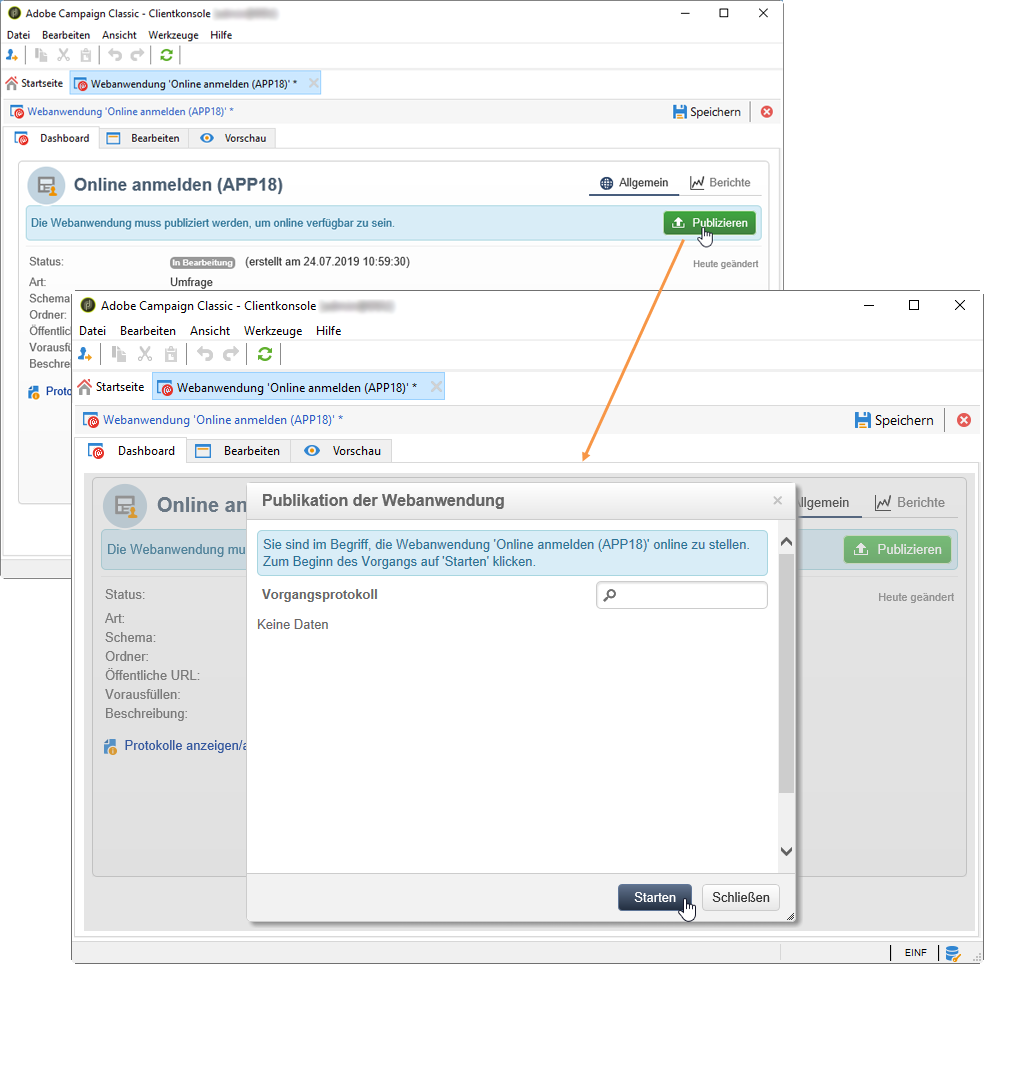 Adobe Campaign Classic - Clientkonsole
Datei Bearbeiten Ansicht Werkzeuge Hilfe
Startseite Webanwendung 'Online anmelden (APP18)' *
Webanwendung 'Online anmelden (APP18)' * Speichern
Dashboard Bearbeiten Vorschau
Online anmelden (APP18) Allgemein Berichte
Die Webanwendung muss publiziert werden, um online verfügbar zu sein. Publizieren
Status: In Bearbeitung (erstellt am 24.07.2019 10:59:30) Heute geändert
Art: Umfrage
Schema
Ordner:
Öffentlic
Vorausfü
Beschre
Proto
Adobe Campaign Classic - Clientkonsole
Datei Bearbeiten Ansicht Werkzeuge Hilfe
Startseite Webanwendung 'Online anmelden (APP18)' *
Webanwendung 'Online anmelden (APP18)' * Speichern
Dashboard Bearbeiten Vorschau
Online an llgemein Berichte
Die Webanwendung mu Publizieren
Status: Heute geändert
Art:
Schema:
Ordner:
Öffentliche URL:
Vorausfüllen:
Beschreibung:
Protokolle anzeigen/a
Publikation der Webanwendung
Sie sind im Begriff, die Webanwendung 'Online anmelden (APP18)' online zu stellen.
Zum Beginn des Vorgangs auf 'Starten' klicken.
Vorgangsprotokoll
Keine Daten
Starten Schließen
EINF